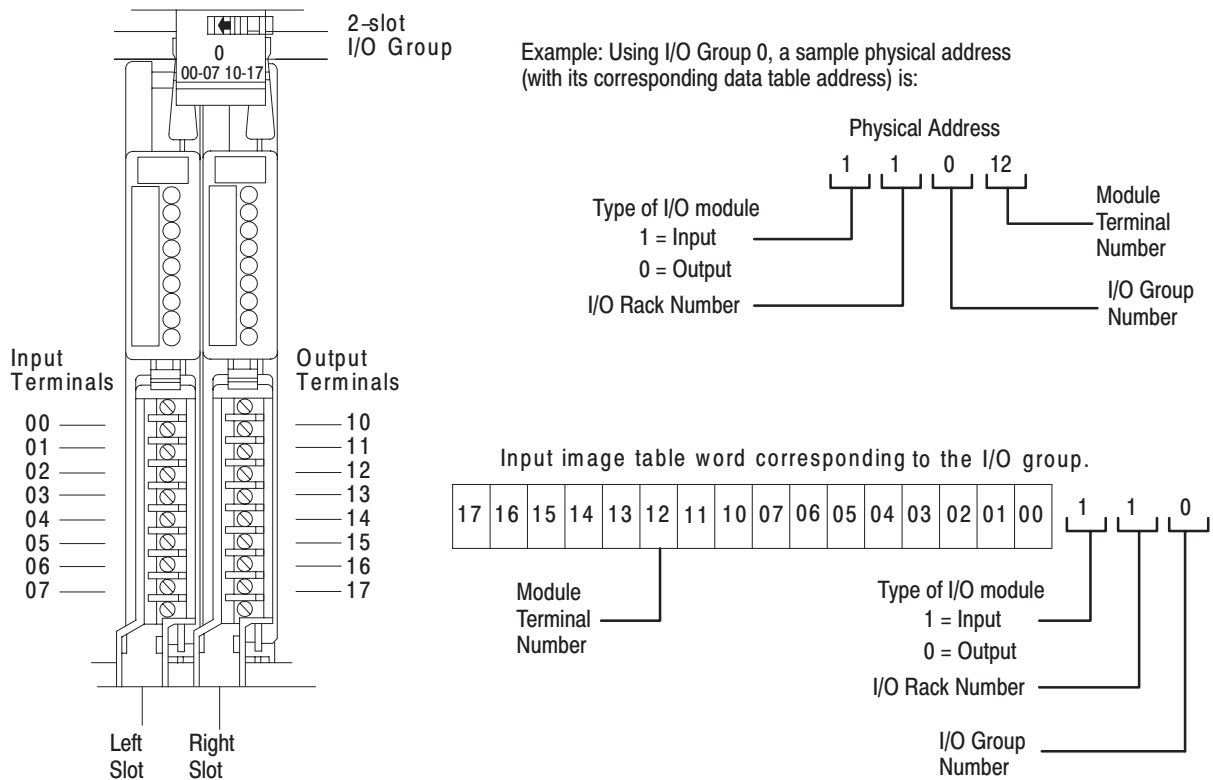 2-slot
I/O Group
0
00-07 10-17
Input
Terminals
00
01
02
03
04
05
06
07
Output
Terminals
10
11
12
13
14
15
16
17
Left
Slot
Right
Slot
Example: Using I/O Group 0, a sample physical address
(with its corresponding data table address) is:
Physical Address
1 1 0 12
Type of I/O module
1 = Input
0 = Output
I/O Rack Number
Module
Terminal
Number
I/O Group
Number
Input image table word corresponding to the I/O group.
17 16 15 14 13 12 11 10 07 06 05 04 03 02 01 00 1 1 0
Module
Terminal
Number
Type of I/O module
1 = Input
0 = Output
I/O Rack Number
I/O Group
Number